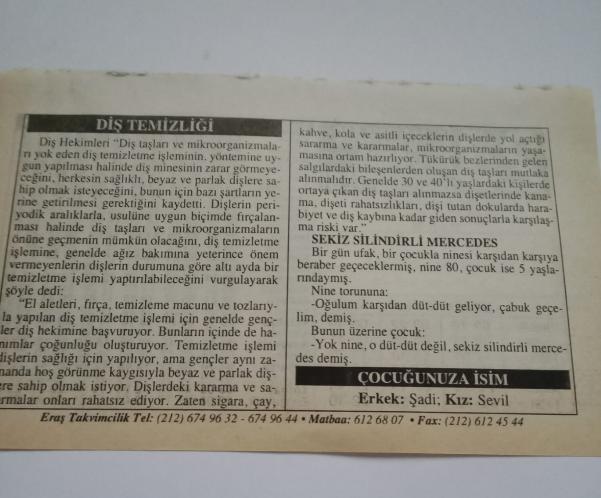 DİŞ TEMİZLİĞİ
Diş Hekimleri "Diş taşları ve mikroorganizmala-
rı yok eden diş temizletme işleminin, yöntemine uy-
gun yapılması halinde diş minesinin zarar görmeye-
ceğini, herkesin sağlıklı, beyaz ve parlak dişlere sa-
hip olmak isteyeceğini, bunun için bazı şartların ye-
rine getirilmesi gerektiğini kaydetti. Dişlerin peri-
yodik aralıklarla, usulüne uygun biçimde fırçalan-
ması halinde diş taşları ve mikroorganizmaların
önüne geçmenin mümkün olacağını, diş temizletme
işlemine, genelde ağız bakımına yeterince önem
vermeyenlerin dişlerin durumuna göre altı ayda bir
temizletme işlemi yaptırılabileceğini vurgulayarak
şöyle dedi:
"El aletleri, fırça, temizleme macunu ve tozlarıy-
la yapılan diş temizletme işlemi için genelde genç-
ler diş hekimine başvuruyor. Bunların içinde de ha-
nımlar çoğunluğu oluşturuyor. Temizletme işlemi
dişlerin sağlığı için yapılıyor, ama gençler aynı za-
manda hoş görünme kaygısıyla beyaz ve parlak diş-
ere sahip olmak istiyor. Dişlerdeki kararma ve sa-
rmalar onları rahatsız ediyor. Zaten sigara, çay,
kahve, kola ve asitli içeceklerin dişlerde yol açtığı
sararma ve kararmalar, mikroorganizmaların yaşa-
masına ortam hazırlıyor. Tükürük bezlerinden gelen
salgılardaki bileşenlerden oluşan diş taşları mutlaka
alınmalıdır. Genelde 30 ve 40'lı yaşlardaki kişilerde
ortaya çıkan diş taşları alınmazsa dişetlerinde kana-
ma, dişeti rahatsızlıkları, dişi tutan dokularda hara-
biyet ve diş kaybına kadar giden sonuçlarla karşılaş-
ma riski var."
SEKİZ SİLİNDİRLİ MERCEDES
Bir gün ufak, bir çocukla ninesi karşıdan karşıya
beraber geçeceklermiş, nine 80, çocuk ise 5 yaşla-
rındaymış.
Nine torununa:
-Oğulum karşıdan düt-düt geliyor, çabuk geçe-
lim, demiş.
Bunun üzerine çocuk:
-Yok nine, o düt-düt değil, sekiz silindirli merce-
des demiş.
ÇOCUĞUNUZA İSİM
Erkek: Şadi; Kız: Sevil
Eraş Takvimcilik Tel: (212) 674 96 32 - 674 96 44 • Matbaa: 612 68 07 • Fax: (212) 612 45 44